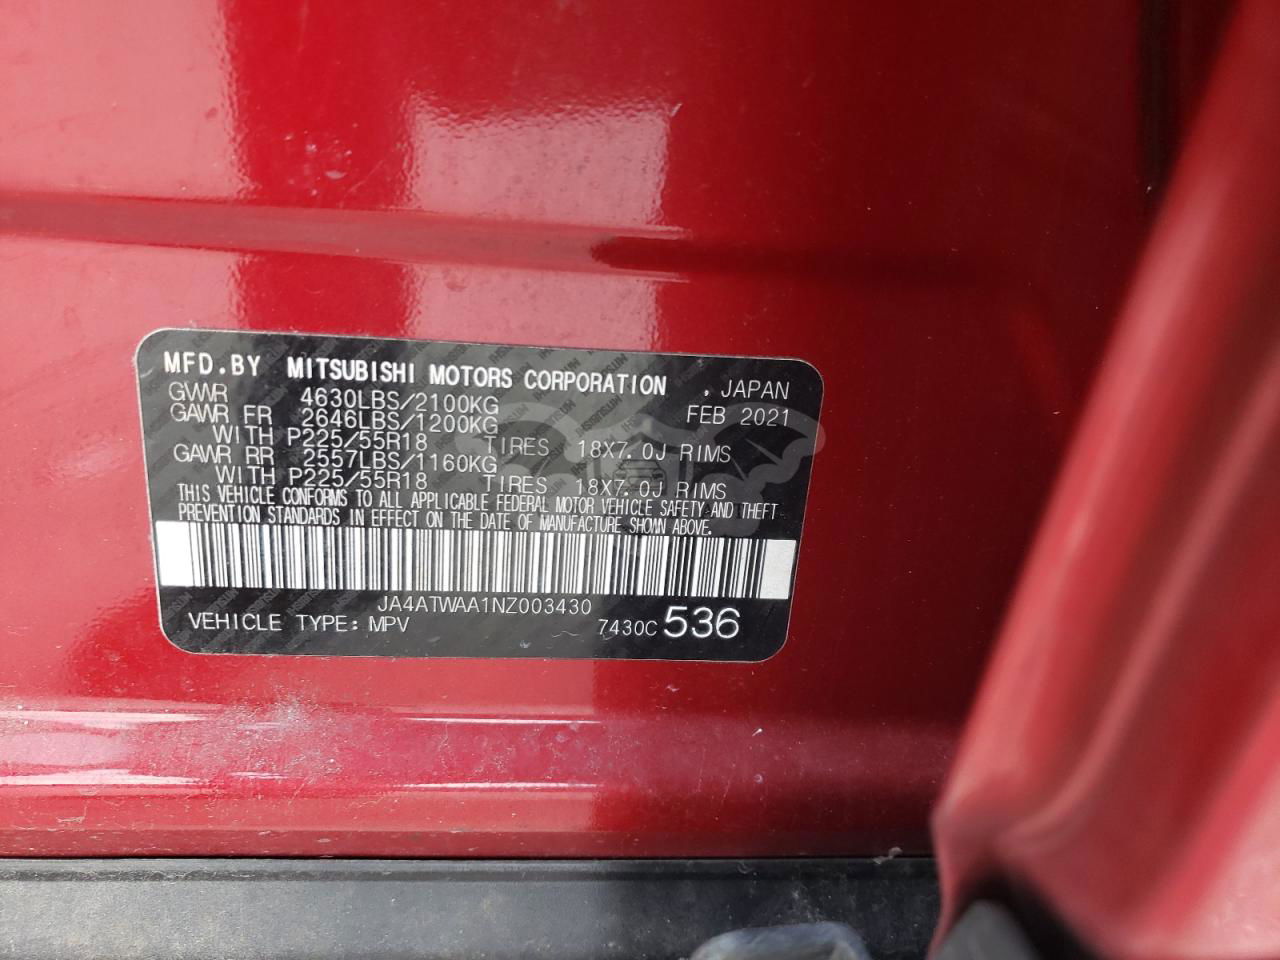 MFD.BY MITSUBISHI MOTORS CORPORATION . JAPAN
GVWR 4630LBS/2100KG FEB 2021
GAWR FR 2646LBS/1200KG
WITH P225/55R18 TIRES 18X7.0J RIMS
GAWR RR 2557LBS/1160KG
WITH P225/55R18 TIRES 18X7.0J RIMS
THIS VEHICLE CONFORMS TO ALL APPLICABLE FEDERAL MOTOR VEHICLE SAFETY AND THEFT
PREVENTION STANDARDS IN EFFECT ON THE DATE OF MANUFACTURE SHOWN ABOVE.
JA4ATWAA1NZ003430
VEHICLE TYPE: MPV 7430C 536